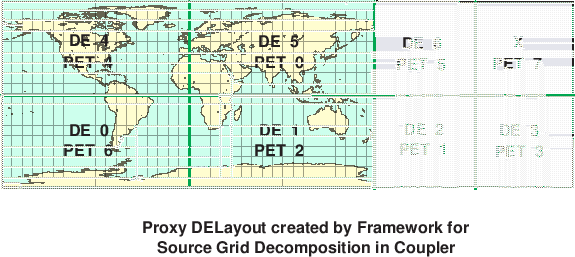 DE 4 DE 5 DE 6 X
PET 4 PET 0 PET 5 PET 7
DE 0 DE 1 DE 2 DE 3
PET 6 PET 2 PET 1 PET 3
Proxy DELayout created by Framework for
Source Grid Decomposition in Coupler